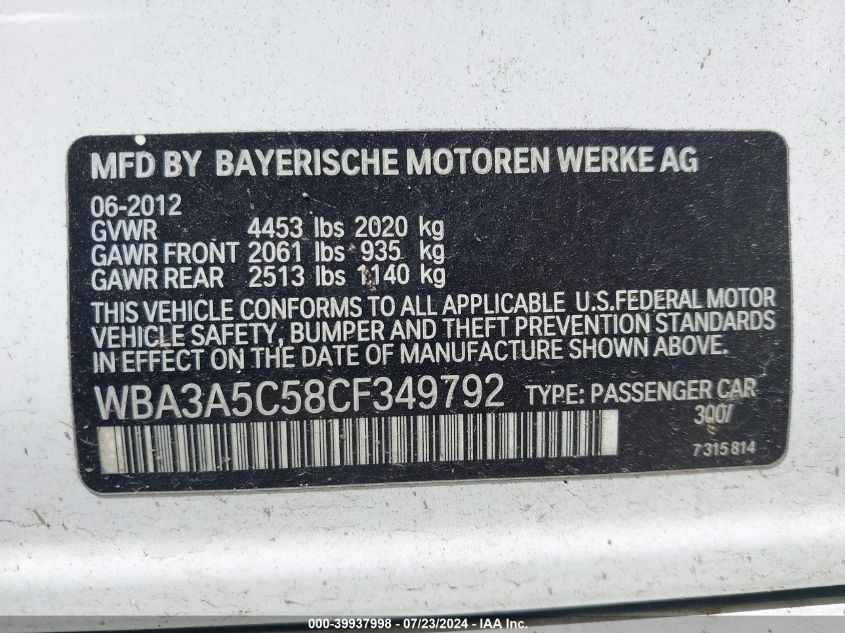 MFD BY BAYERISCHE MOTOREN WERKE AG
06-2012
GVWR 4453 lbs 2020 kg
GAWR FRONT 2061 lbs 935 kg
GAWR REAR 2513 lbs 1140 kg
THIS VEHICLE CONFORMS TO ALL APPLICABLE U.S.FEDERAL MOTOR
VEHICLE SAFETY, BUMPER AND THEFT PREVENTION STANDARDS
IN EFFECT ON THE DATE OF MANUFACTURE SHOWN ABOVE.
WBA3A5C58CF349792 TYPE: PASSENGER CAR
300/
7315814
000-39937998 - 07/23/2024 - IAA Inc.